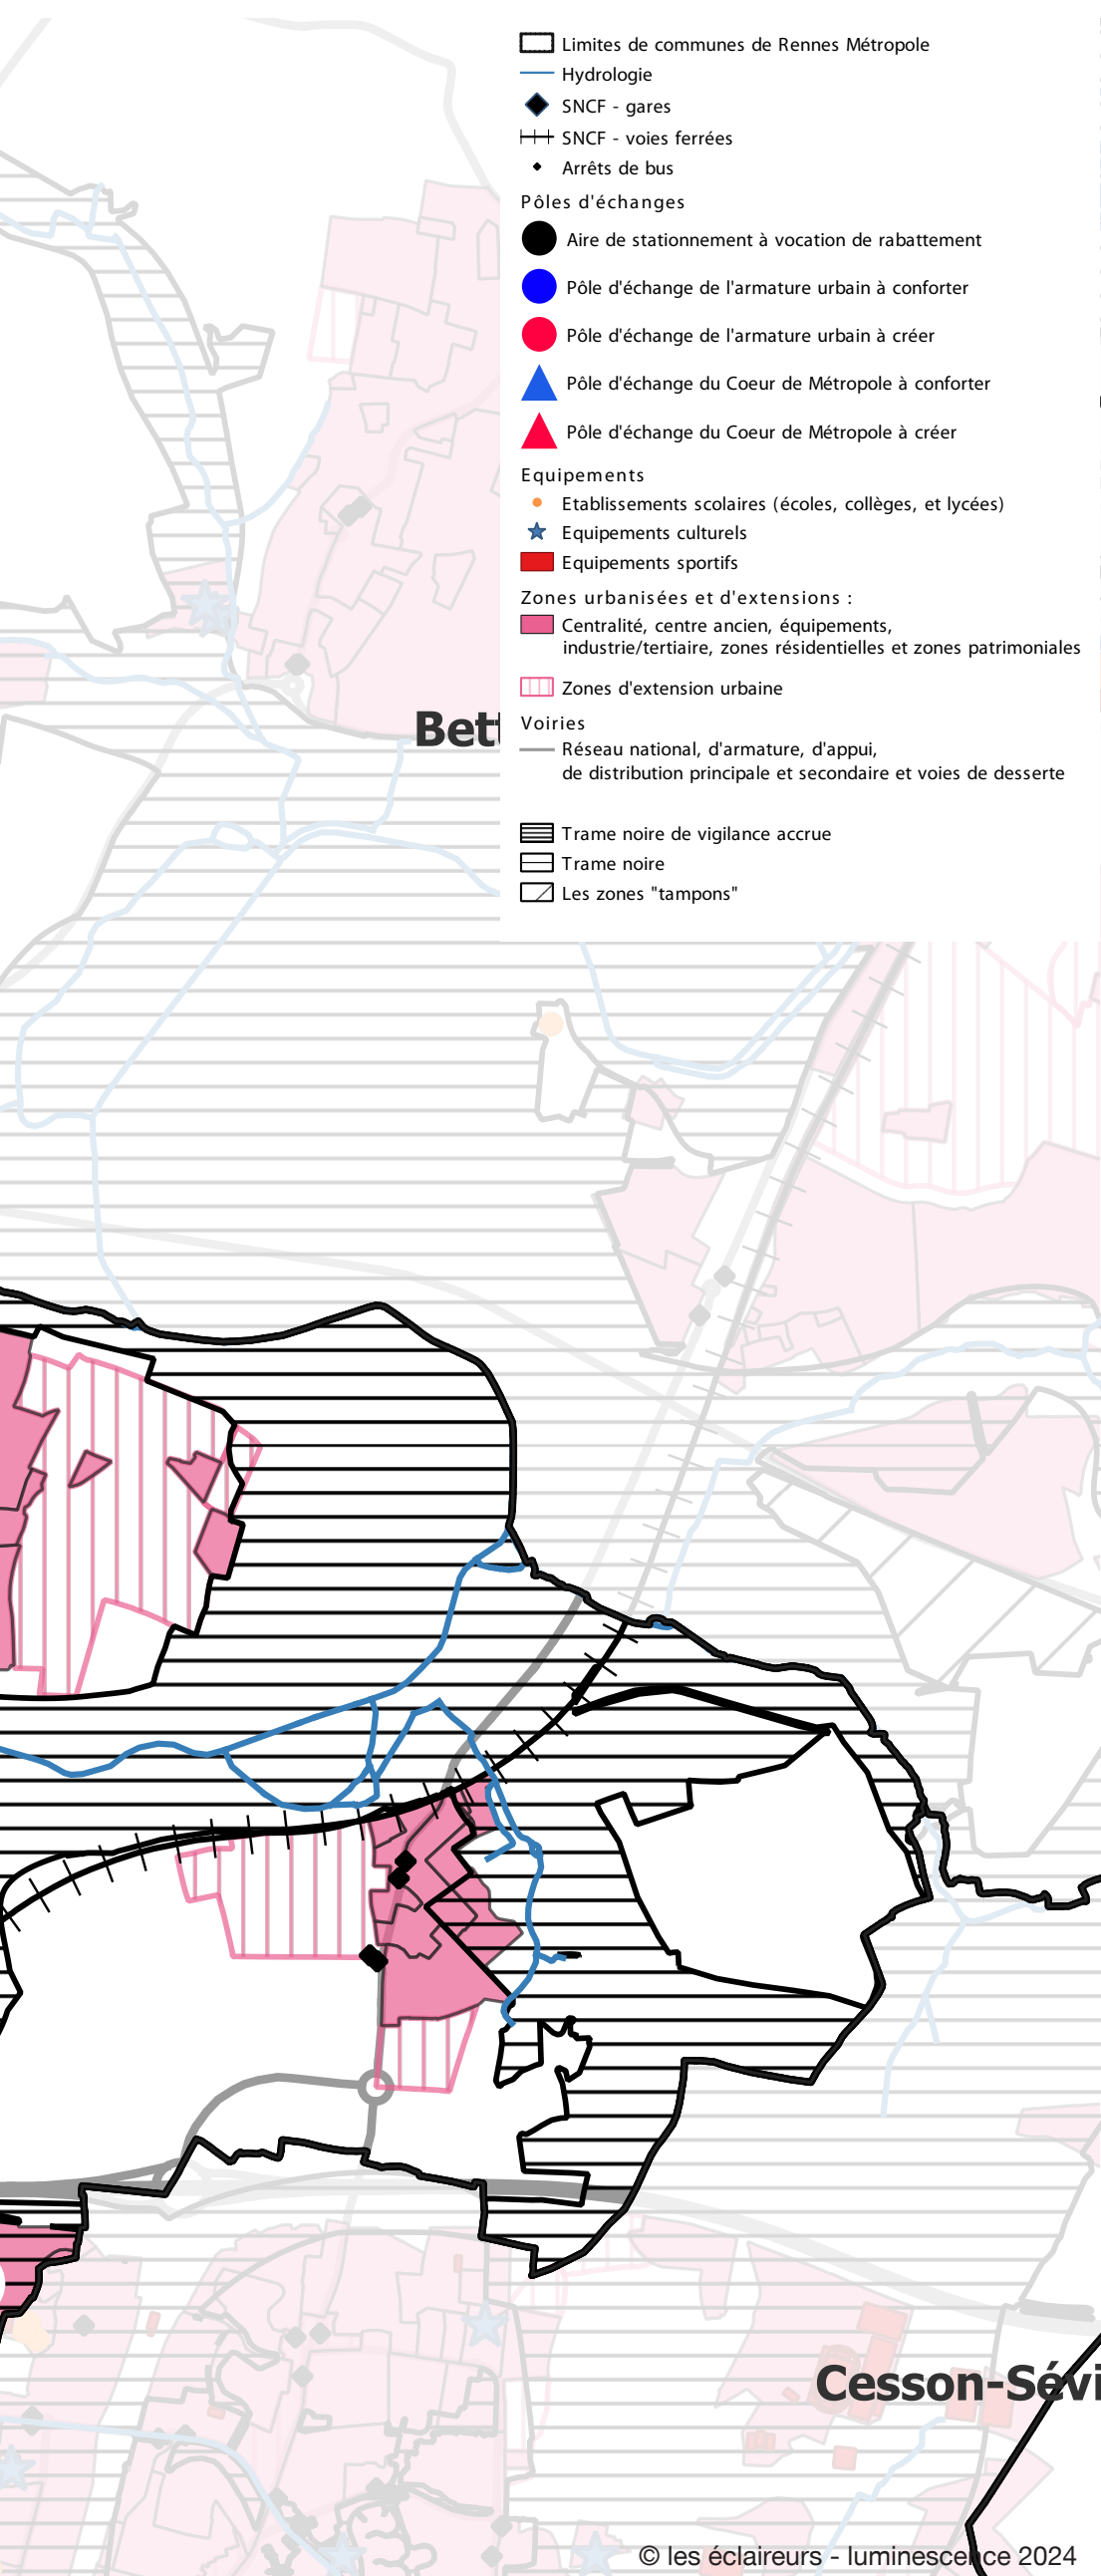 Limites de communes de Rennes Métropole
Hydrologie
SNCF - gares
SNCF - voies ferrées
Arrêts de bus
Pôles d'échanges
Aire de stationnement à vocation de rabattement
Pôle d'échange de l'armature urbain à conforter
Pôle d'échange de l'armature urbain à créer
Pôle d'échange du Coeur de Métropole à conforter
Pôle d'échange du Coeur de Métropole à créer
Equipements
Etablissements scolaires (écoles, collèges, et lycées)
Equipements culturels
Equipements sportifs
Zones urbanisées et d'extensions :
Centralité, centre ancien, équipements,
industrie/tertiaire, zones résidentielles et zones patrimoniales
Zones d'extension urbaine
Voiries
Réseau national, d'armature, d'appui,
de distribution principale et secondaire et voies de desserte
Trame noire de vigilance accrue
Trame noire
Les zones "tampons"
Bett
Cesson-Sévi
© les éclaireurs - luminescence 2024